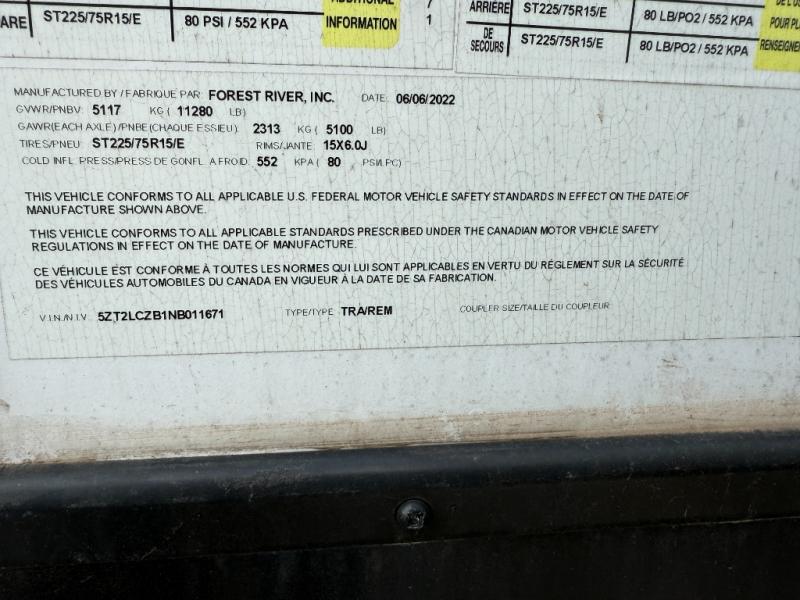 ADDITIONAL 7
ARE ST225/75R15/E 80 PSI / 552 KPA INFORMATION 1
ARRIÈRE ST225/75R15/E 80 LB/PO2 / 552 KPA
DE SECOURS ST225/75R15/E 80 LB/PO2 / 552 KPA
POUR PL
RENSEIGNE
MANUFACTURED BY / FABRIQUE PAR: FOREST RIVER, INC. DATE: 06/06/2022
GVWR/PNBV: 5117 KG ( 11280 LB)
GAWR(EACH AXLE) /PNBE(CHAQUE ESSIEU): 2313 KG ( 5100 LB)
TIRES/PNEU: ST225/75R15/E RIMS/JANTE: 15X6.0J
COLD INFL. PRESS/PRESS DE GONFL. A FROID: 552 KPA ( 80 PSI/LPC)
THIS VEHICLE CONFORMS TO ALL APPLICABLE U.S. FEDERAL MOTOR VEHICLE SAFETY STANDARDS IN EFFECT ON THE DATE OF
MANUFACTURE SHOWN ABOVE.
THIS VEHICLE CONFORMS TO ALL APPLICABLE STANDARDS PRESCRIBED UNDER THE CANADIAN MOTOR VEHICLE SAFETY
REGULATIONS IN EFFECT ON THE DATE OF MANUFACTURE.
CE VÉHICULE EST CONFORME À TOUTES LES NORMES QUI LUI SONT APPLICABLES EN VERTU DU RÉGLEMENT SUR LA SÉCURITÉ
DES VÉHICULES AUTOMOBILES DU CANADA EN VIGUEUR À LA DATE DE SA FABRICATION.
V.I.N./N.I.V. 5ZT2LCZB1NB011671 TYPE/TYPE TRA/REM COUPLER SIZE/TAILLE DU COUPLEUR